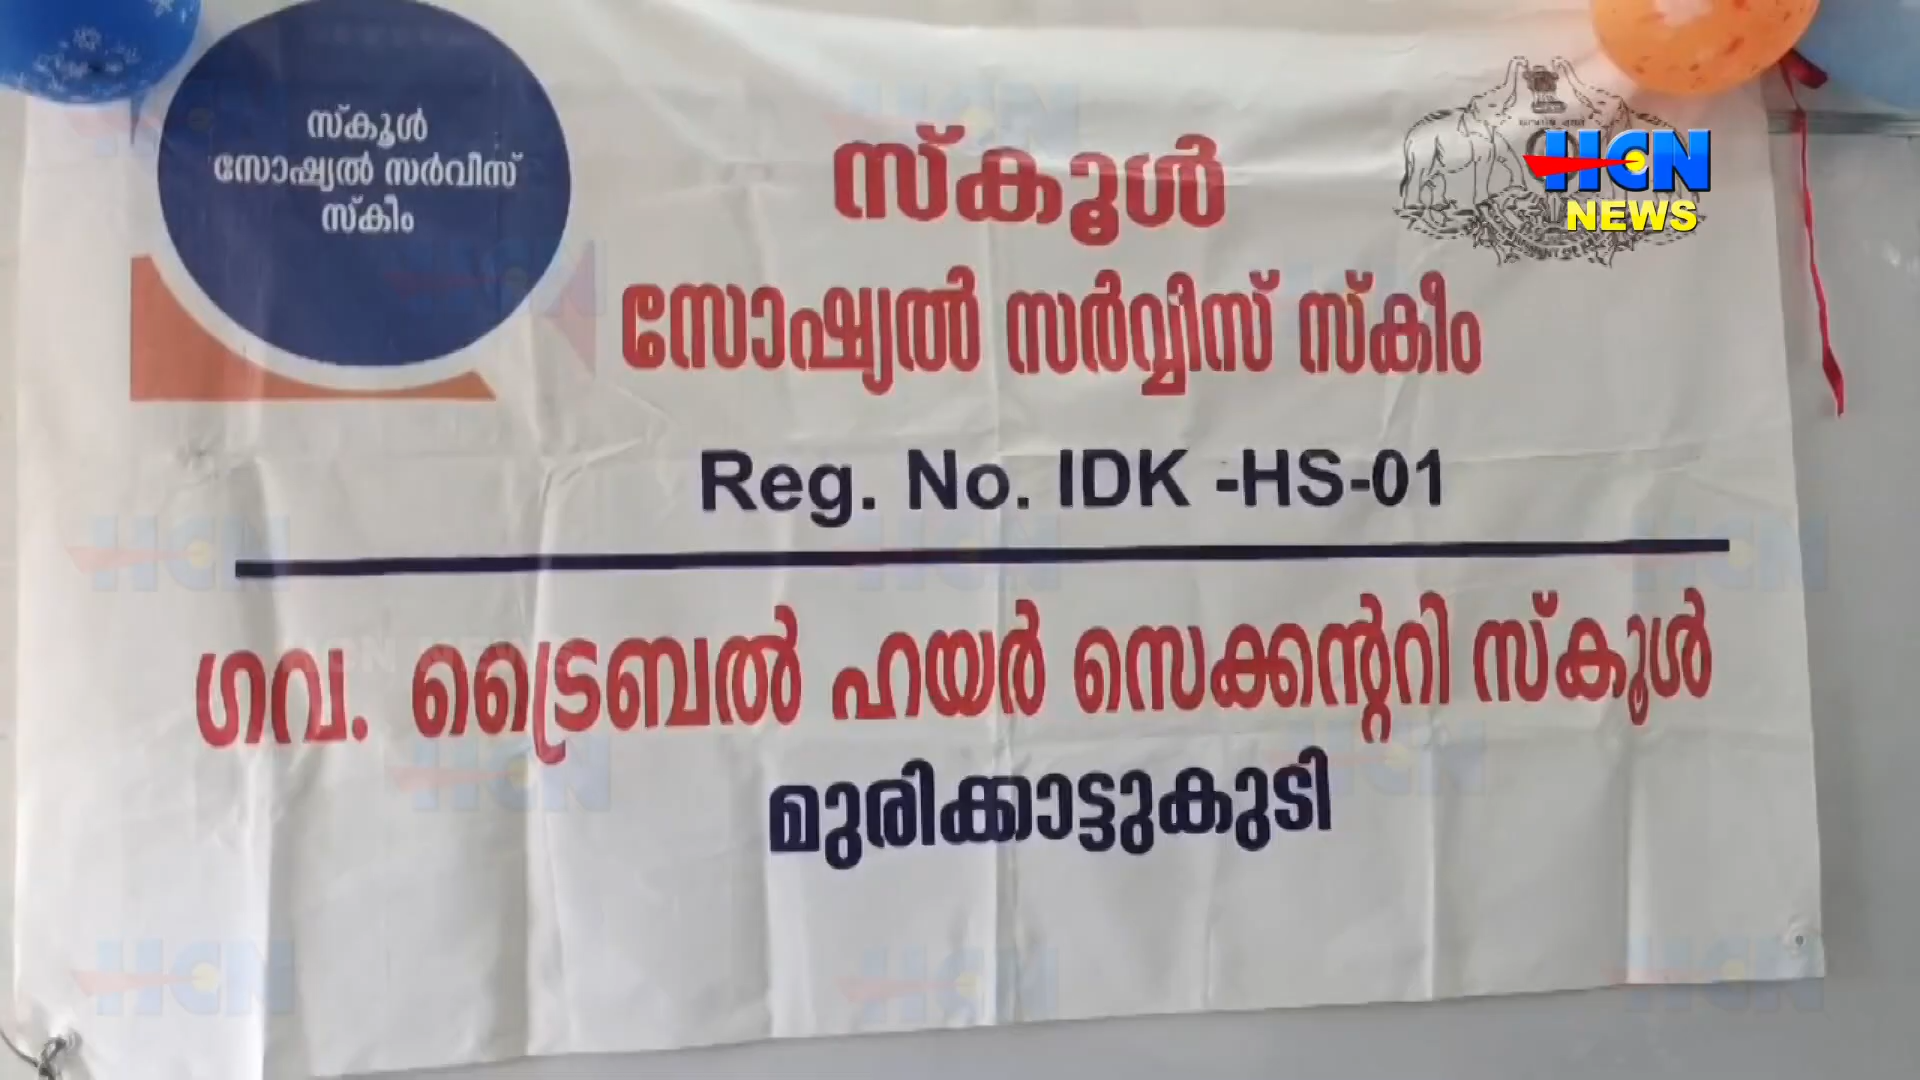 സ്കൂൾ
സോഷ്യൽ സർവീസ്
സ്കീം
സ്കൂൾ
സോഷ്യൽ സർവ്വീസ് സ്കീം
Reg. No. IDK -HS-01
ഗവ. ട്രൈബൽ ഹയർ സെക്കന്ററി സ്കൂൾ
മുരിക്കാട്ടുകുടി
HCN
NEWS